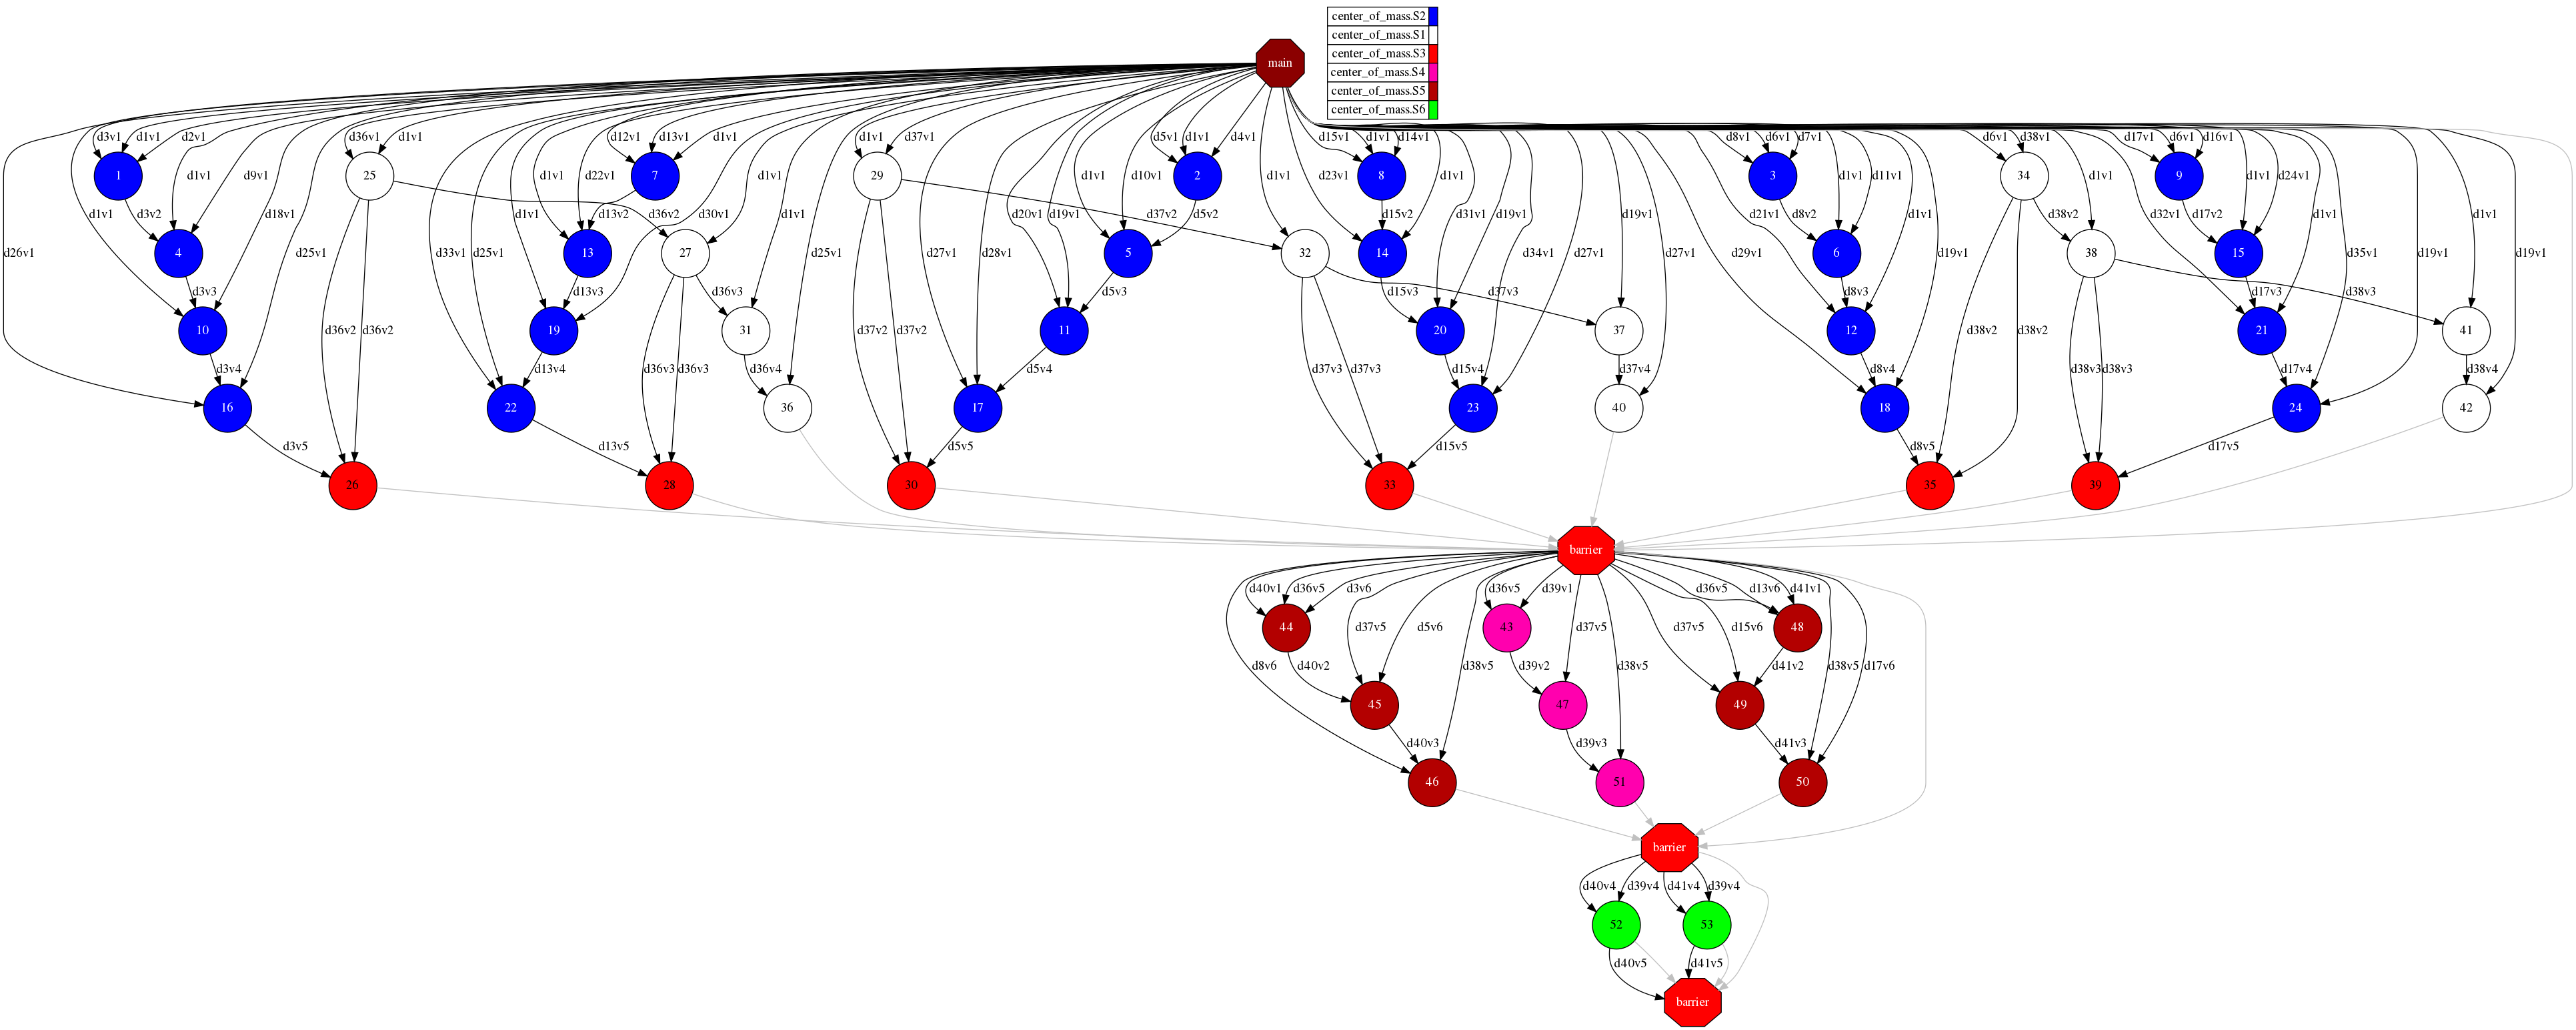 center_of_mass.S2
center_of_mass.S1
center_of_mass.S3
center_of_mass.S4
center_of_mass.S5
center_of_mass.S6
main
d3v1 d1v1 d2v1 d36v1 d1v1 d12v1 d13v1 d1v1 d1v1 d37v1 d5v1 d1v1 d4v1 d15v1 d1v1 d14v1 d8v1 d6v1 d7v1 d6v1 d38v1 d17v1 d6v1 d16v1
1 25 7 29 2 8 3 34 9
d1v1 d9v1 d1v1 d22v1 d1v1 d1v1 d10v1 d1v1 d23v1 d1v1 d1v1 d11v1 d1v1 d1v1 d24v1
d3v2 d1v1 d18v1 d13v2 d36v2 d30v1 d1v1 d1v1 d37v2 d20v1 d19v1 d5v2 d15v2 d31v1 d19v1 d19v1 d21v1 d8v2 d1v1 d38v2 d32v1 d17v2 d1v1 d1v1
4 13 27 5 32 14 6 38 15
d26v1 d25v1 d33v1 d25v1 d25v1 d27v1 d28v1 d34v1 d27v1 d27v1 d29v1 d19v1 d35v1 d19v1 d19v1
d3v3 d13v3 d36v3 d5v3 d37v3 d15v3 d8v3 d17v3 d38v3
10 19 31 11 20 37 12 21 41
d36v2 d36v2 d36v3 d36v3 d37v2 d37v2 d37v3 d37v3 d38v2 d38v2 d38v3 d38v3
d3v4 d13v4 d36v4 d5v4 d15v4 d37v4 d8v4 d17v4 d38v4
16 22 36 17 23 40 18 24 42
d3v5 d13v5 d5v5 d15v5 d8v5 d17v5
26 28 30 33 35 39
barrier
d40v1 d36v5 d3v6 d36v5 d39v1 d36v5 d13v6 d41v1
44 43 48
d37v5 d5v6 d37v5 d37v5 d15v6
d8v6 d40v2 d38v5 d39v2 d38v5 d41v2 d38v5 d17v6
45 47 49
d40v3 d39v3 d41v3
46 51 50
barrier
d40v4 d39v4 d41v4 d39v4
52 53
d40v5 d41v5
barrier